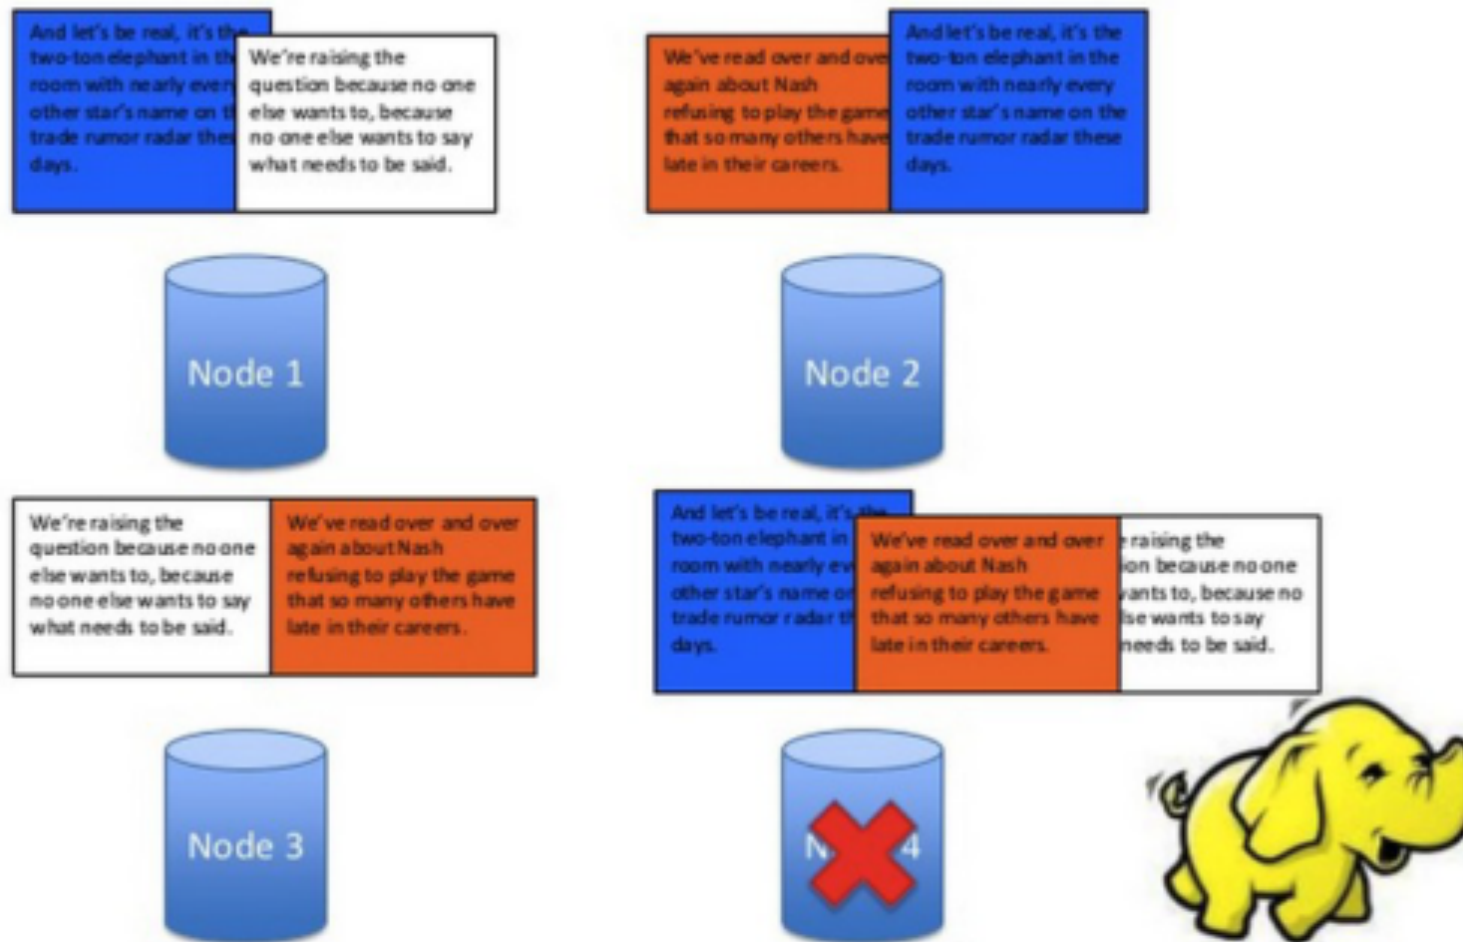 And let's be real, it's the
two-ton elephant in th
room with nearly every
other star's name on t
trade rumor radar thes
days.
We're raising the
question because no one
else wants to, because
no one else wants to say
what needs to be said.
We've read over and ove
again about Nash
refusing to play the game
that so many others have
late in their careers.
And let's be real, it's the
two-ton elephant in the
room with nearly every
other star's name on the
trade rumor radar these
days.
Node 1
Node 2
We're raising the
question because no one
else wants to, because
no one else wants to say
what needs to be said.
We've read over and over
again about Nash
refusing to play the game
that so many others have
late in their careers.
And let's be real, it's the
two-ton elephant in
room with nearly ev
other star's name or
trade rumor radar th
days.
We've read over and over
again about Nash
refusing to play the game
that so many others have
late in their careers.
e raising the
ion because no one
wants to, because no
lse wants to say
needs to be said.
Node 3
N 4